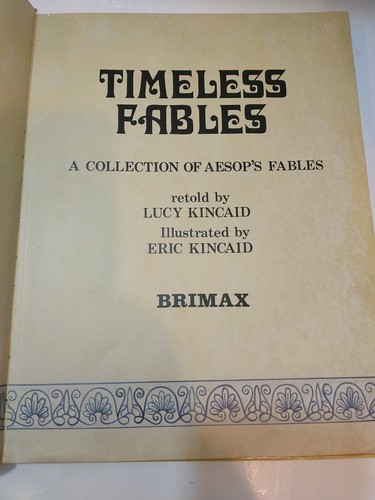 TIMELESS
FABLES
A COLLECTION OF AESOP'S FABLES
retold by
LUCY KINCAID
Illustrated by
ERIC KINCAID
BRIMAX